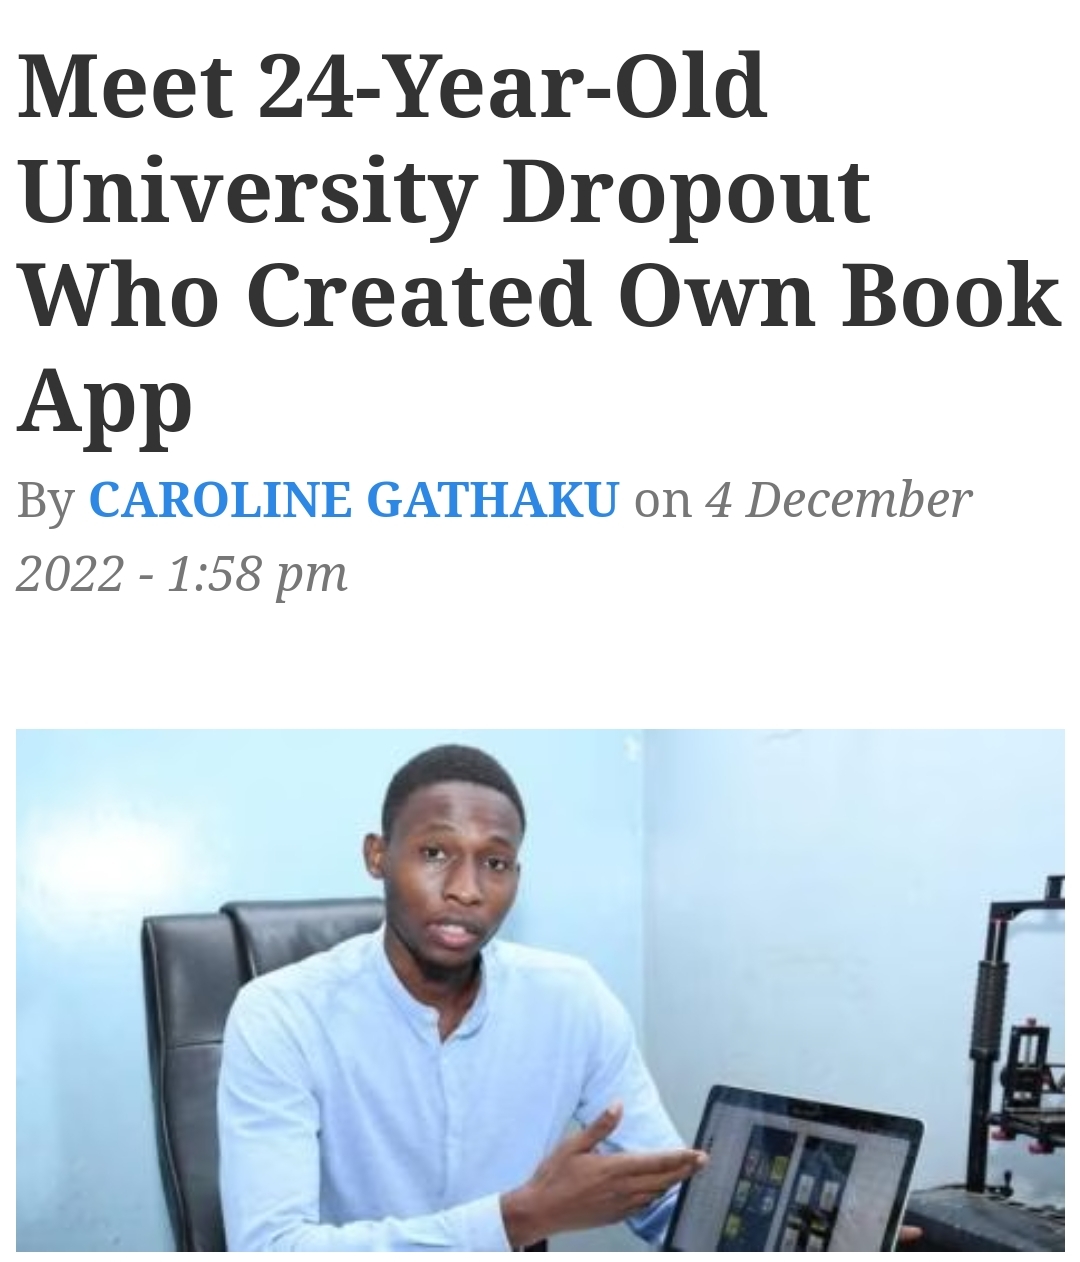 Meet 24-Year-Old
University Dropout
Who Created Own Book
App
By CAROLINE GATHAKU on 4 December
2022 - 1:58 pm